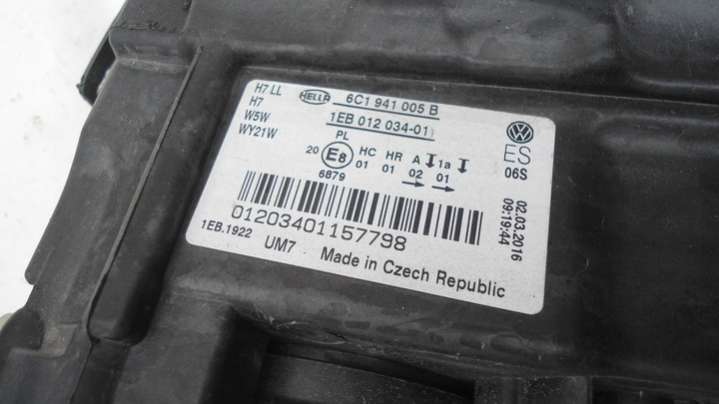 H7 LL
H7
W5W
WY21W
HELLA 6C1 941 005 B
1EB 012 034-01
PL
20 E8 HC HR A 1a
01 01 02 01
6879
01203401157798
1EB.1922 UM7 Made in Czech Republic
VW
ES
06S
02.03.2016
09:19:44